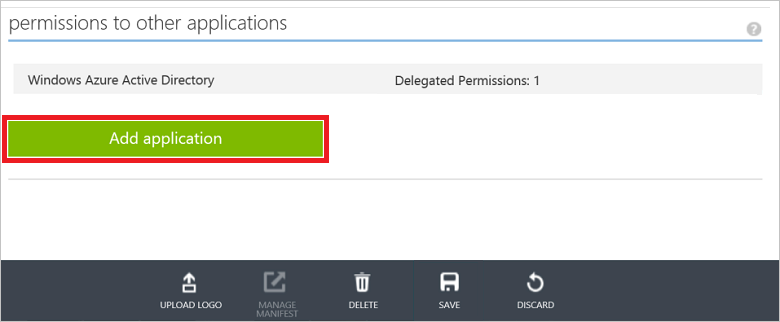 permissions to other applications
?
Windows Azure Active Directory
Delegated Permissions: 1
Add application
UPLOAD LOGO
MANAGE
MANIFEST
DELETE
SAVE
DISCARD